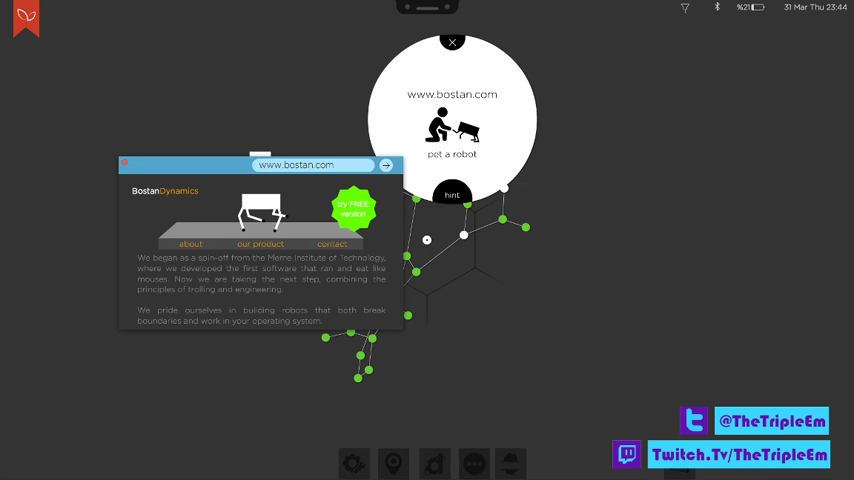 %21
31 Mar Thu 23:44
www.bostan.com
pet a robot
hint
www.bostan.com
BostanDynamics
try FREE
version
about our product contact
We began as a spin-off from the Meme Institute of Technology,
where we developed the first software that ran and eat like
mouses. Now we are taking the next step, combining the
principles of trolling and engineering.
We pride ourselves in building robots that both break
boundaries and work in your operating system.
@TheTripleEm
Twitch.Tv/TheTripleEm